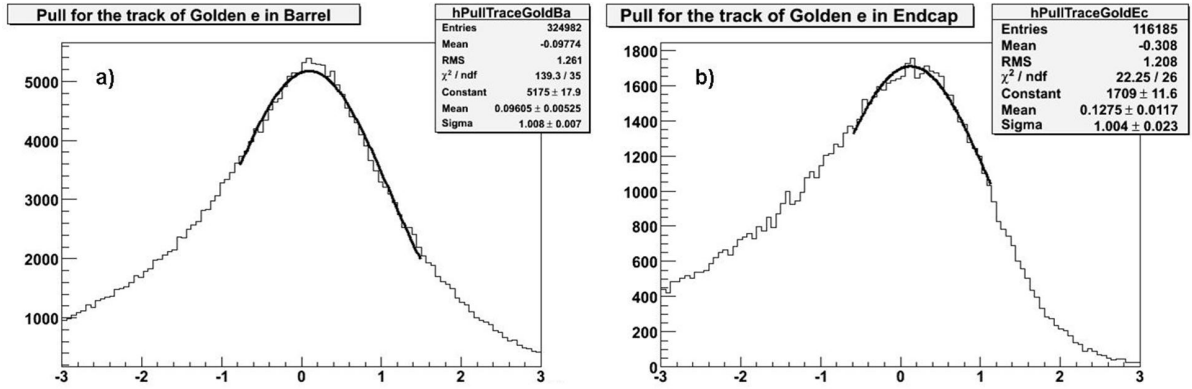 Pull for the track of Golden e in Barrel
hPullTraceGoldBa
Entries 324982
Mean -0.09774
RMS 1.261
χ² / ndf 139.3 / 35
Constant 5175 ± 17.9
Mean 0.09605 ± 0.00525
Sigma 1.008 ± 0.007
a)
5000
4000
3000
2000
1000
-3 -2 -1 0 1 2 3
Pull for the track of Golden e in Endcap
hPullTraceGoldEc
Entries 116185
Mean -0.308
RMS 1.208
χ² / ndf 22.25 / 26
Constant 1709 ± 11.6
Mean 0.1275 ± 0.0117
Sigma 1.004 ± 0.023
b)
1800
1600
1400
1200
1000
800
600
400
200
0
-3 -2 -1 0 1 2 3